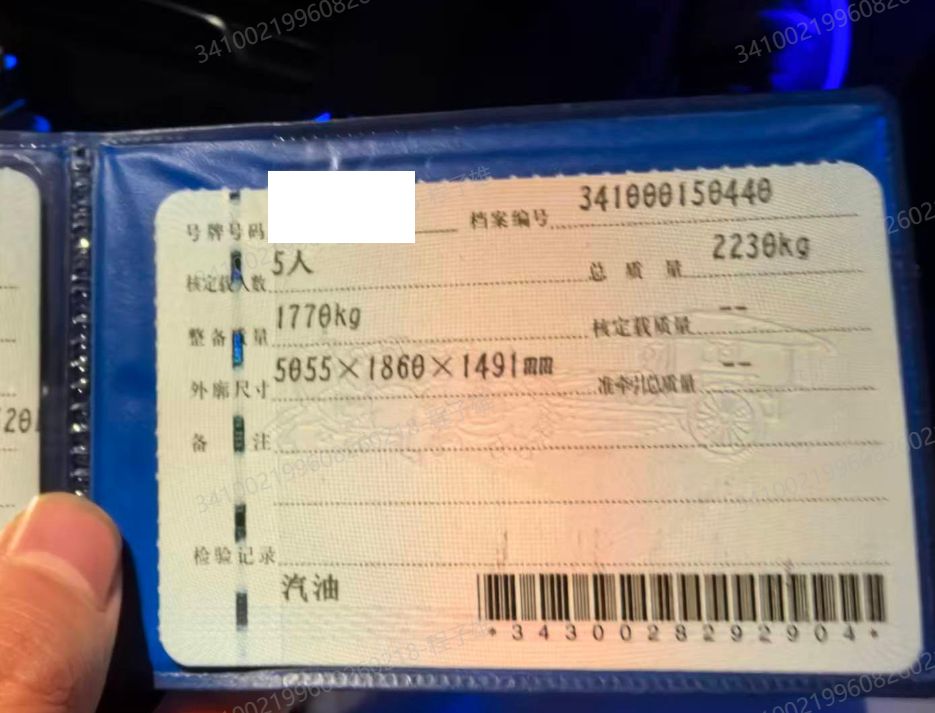 号牌号码
档案编号 341000150440
核定载人数 5人
总质量 2230kg
整备质量 1770kg
核定载质量 --
外廓尺寸 5055×1860×1491mm
准牵引总质量 --
备注
检验记录
汽油
*3430028292904*